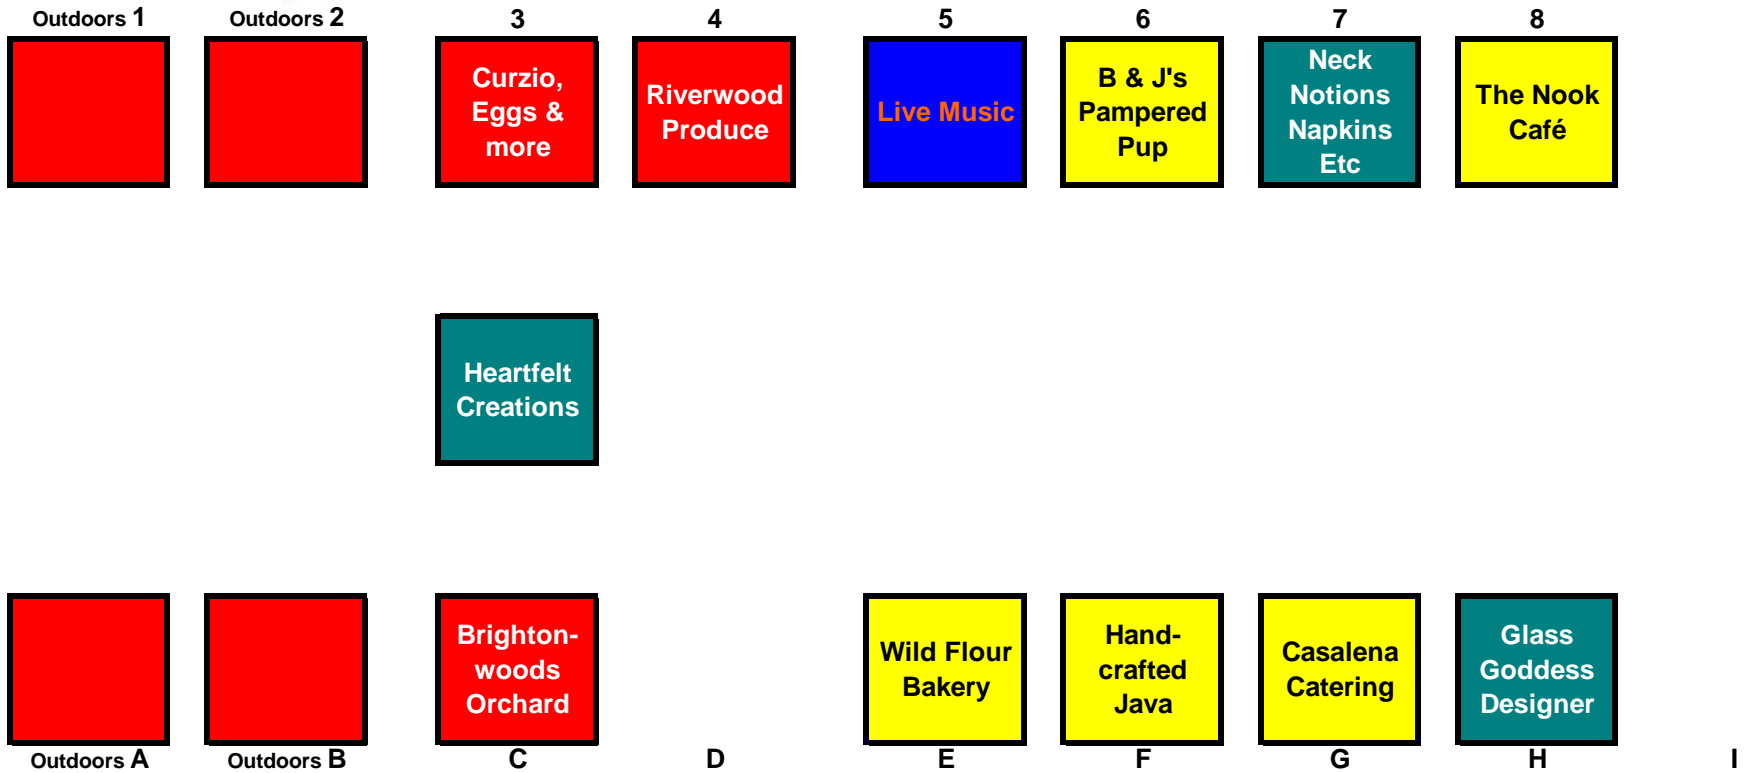 Outdoors 1 Outdoors 2 3 4 5 6 7 8
Curzio,
Eggs &
more
Riverwood
Produce
Live Music
B & J's
Pampered
Pup
Neck
Notions
Napkins
Etc
The Nook
Café
Heartfelt
Creations
Brighton-
woods
Orchard
Wild Flour
Bakery
Hand-
crafted
Java
Casalena
Catering
Glass
Goddess
Designer
Outdoors A Outdoors B C D E F G H I